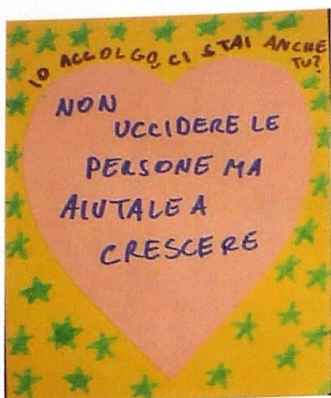 IO ACCOLGO, CI STAI ANCHE
TU?
NON
UCCIDERE LE
PERSONE MA
AIUTALE A
CRESCERE